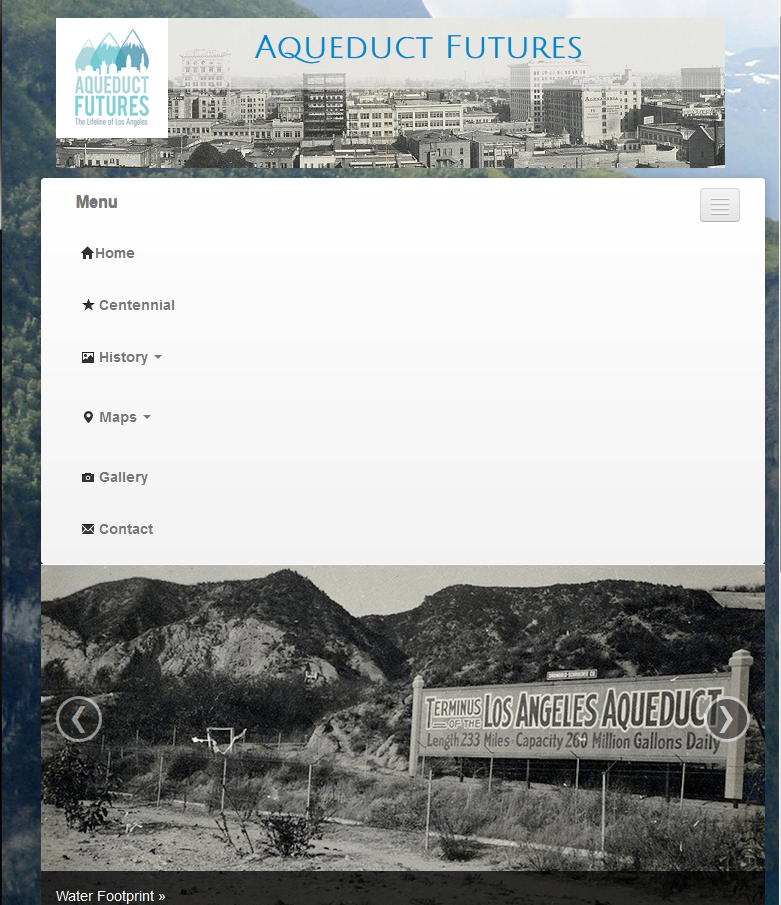 AQUEDUCT FUTURES
AQUEDUCT
FUTURES
The Lifeline of Los Angeles
Menu
Home
Centennial
History
Maps
Gallery
Contact
TERMINUS OF THE LOS ANGELES AQUEDUCT
Length 233 Miles - Capacity 260 Million Gallons Daily
Water Footprint »